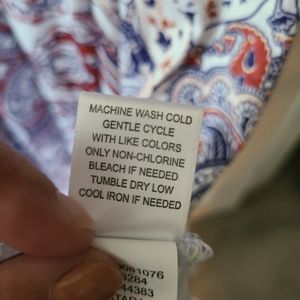 MACHINE WASH COLD
GENTLE CYCLE
WITH LIKE COLORS
ONLY NON-CHLORINE
BLEACH IF NEEDED
TUMBLE DRY LOW
COOL IRON IF NEEDED